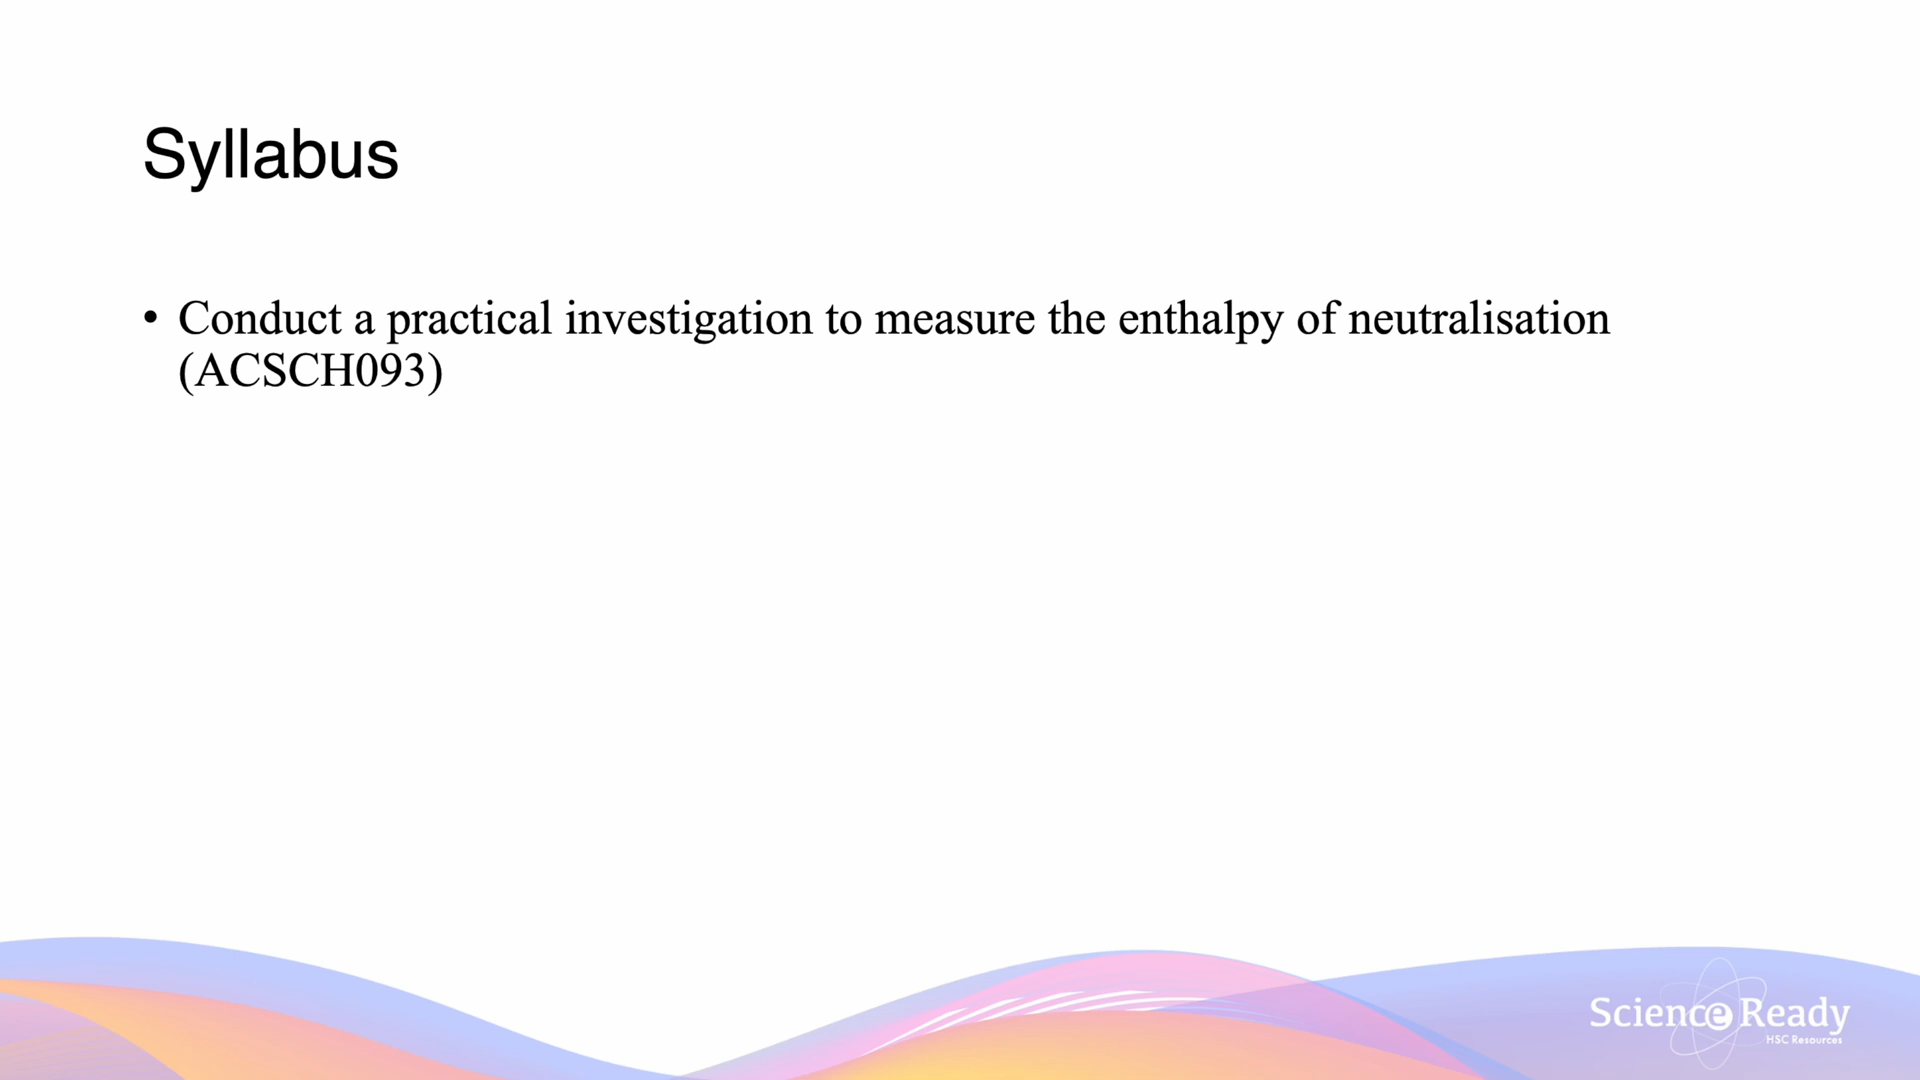 Syllabus
• Conduct a practical investigation to measure the enthalpy of neutralisation
(ACSCH093)
Science Ready
HSC Resources